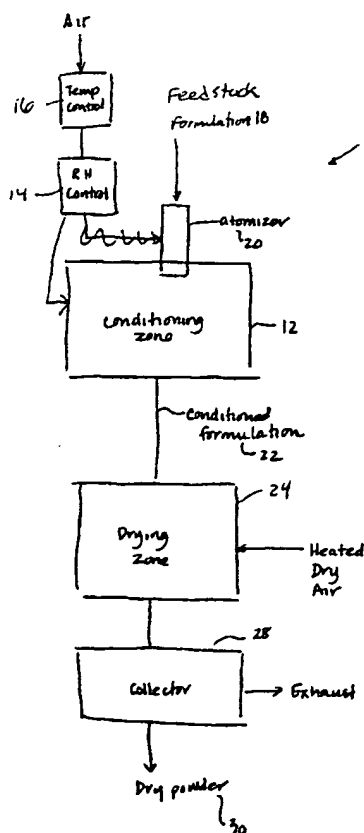 Air
16
Temp
Control
Feedstock
Formulation 18
14
RH
Control
atomizer
20
Conditioning
Zone
12
Conditioned
formulation
22
24
Drying
Zone
Heated
Dry
Air
28
Collector
Exhaust
Dry powder
30